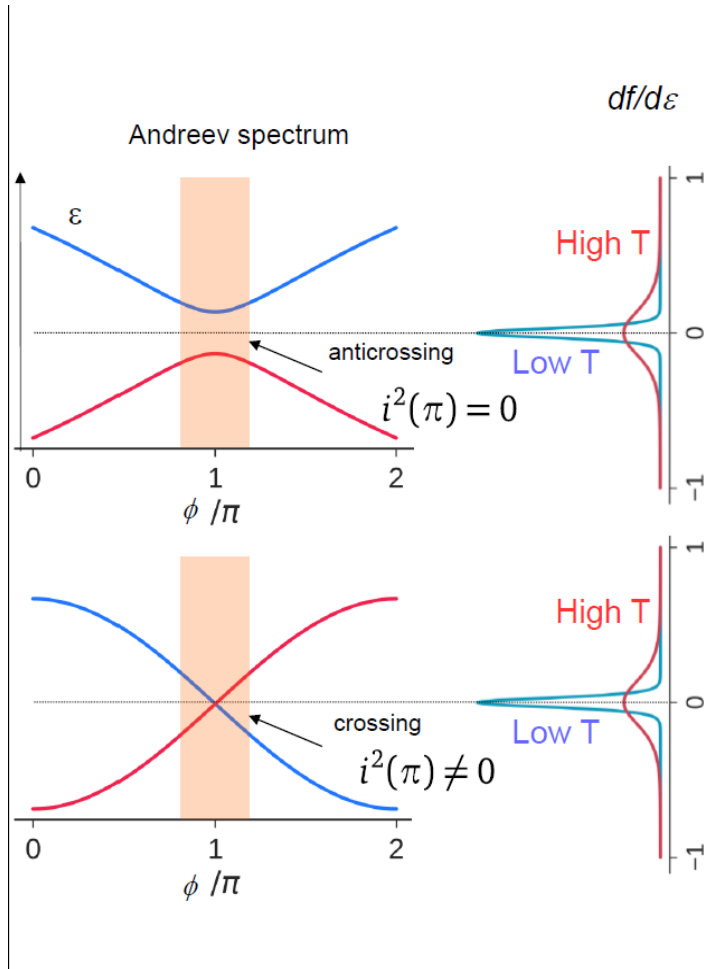 df/dε
Andreev spectrum
ε
High T
anticrossing
Low T
i²(π) = 0
1
0
−1
0 1 2
ϕ /π
High T
crossing
Low T
i²(π) ≠ 0
1
0
−1
0 1 2
ϕ /π